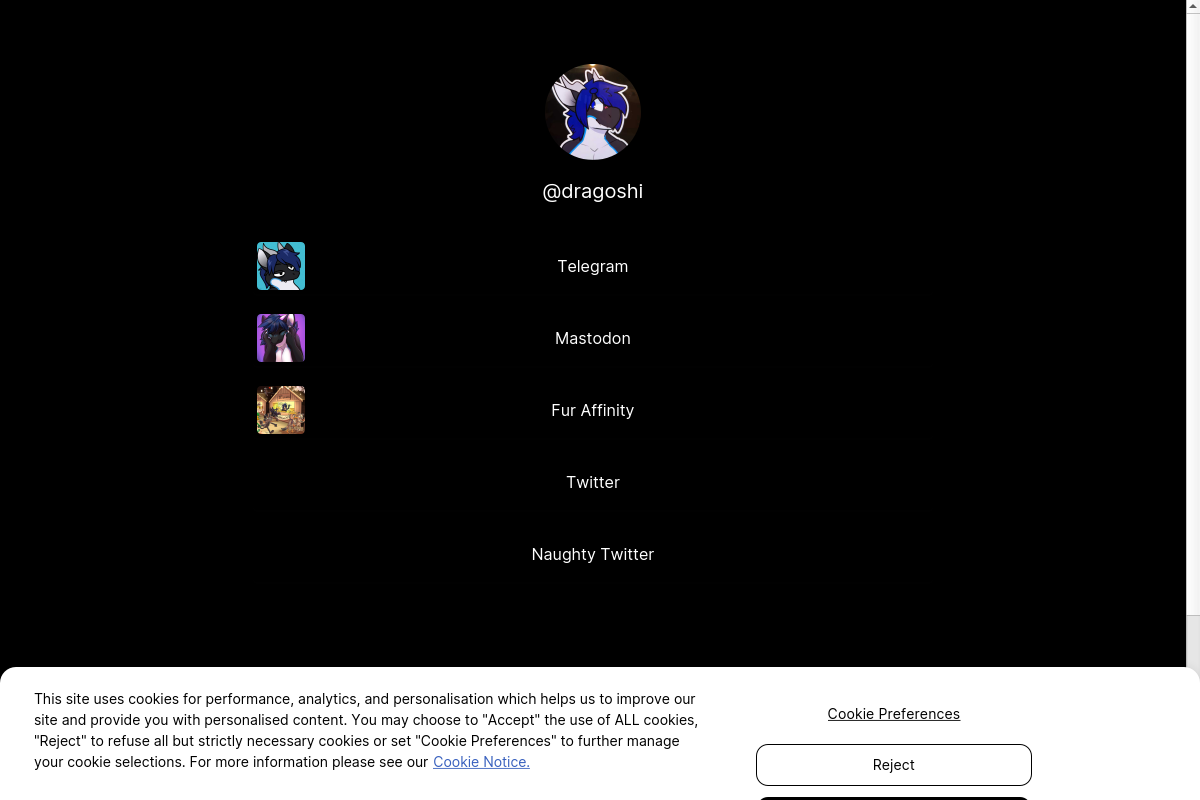 @dragoshi
Telegram
Mastodon
Fur Affinity
Twitter
Naughty Twitter
This site uses cookies for performance, analytics, and personalisation which helps us to improve our
site and provide you with personalised content. You may choose to "Accept" the use of ALL cookies,
"Reject" to refuse all but strictly necessary cookies or set "Cookie Preferences" to further manage
your cookie selections. For more information please see our Cookie Notice.
Cookie Preferences
Reject